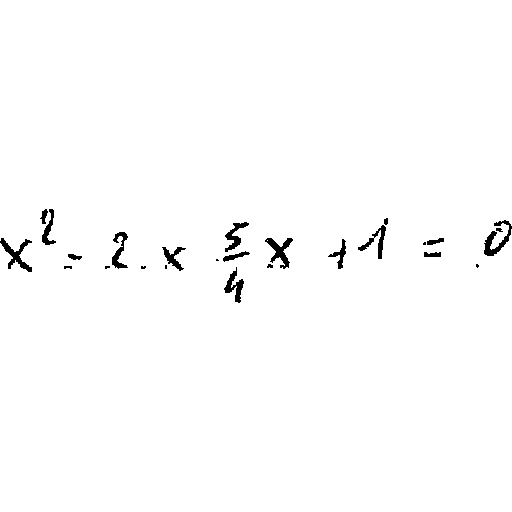 x² - 2 × 5/4 x + 1 = 0